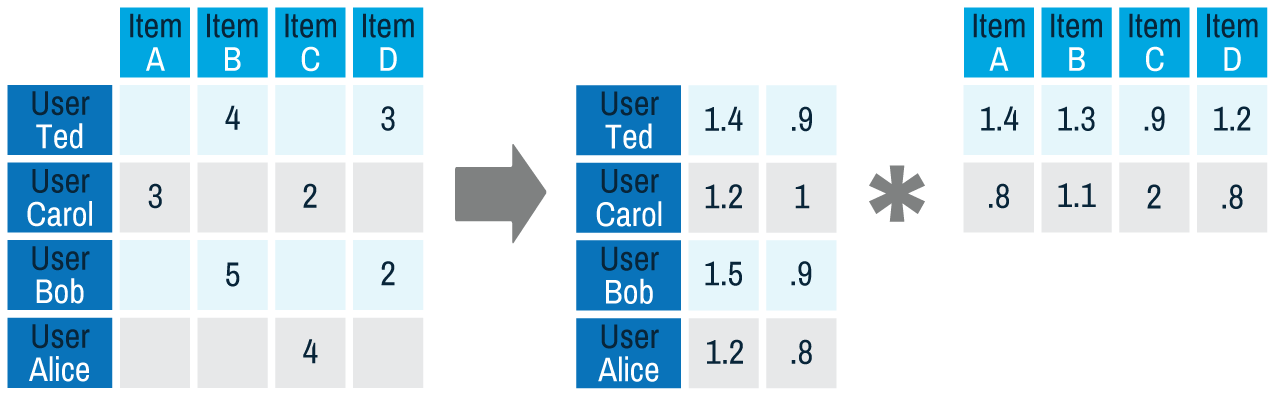 Item Item Item Item Item Item Item Item
A B C D A B C D
User Ted 4 3 User Ted 1.4 .9 1.4 1.3 .9 1.2
User Carol 3 2 User Carol 1.2 1 * .8 1.1 2 .8
User Bob 5 2 User Bob 1.5 .9
User Alice 4 User Alice 1.2 .8